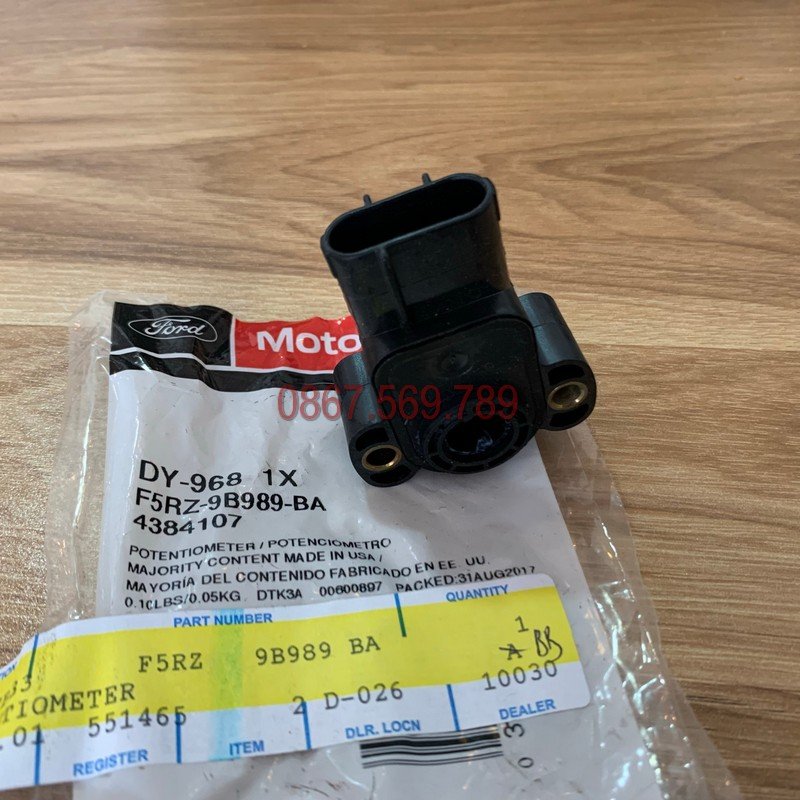 Ford
Moto
0867.569.789
DY-968 1X
F5RZ-9B989-BA
4384107
POTENTIOMETER / POTENCIOMETRO
MAJORITY CONTENT MADE IN USA /
MAYORÍA DEL CONTENIDO FABRICADO EN EE. UU.
0.10LBS/0.05KG DTK3A 00600897 PACKED:31AUG2017
PART NUMBER
QUANTITY
F5RZ 9B989 BA
1
A BB
TIOMETER
.01 551465 2 D-026 10030
REGISTER
ITEM
DLR. LOCN
DEALER